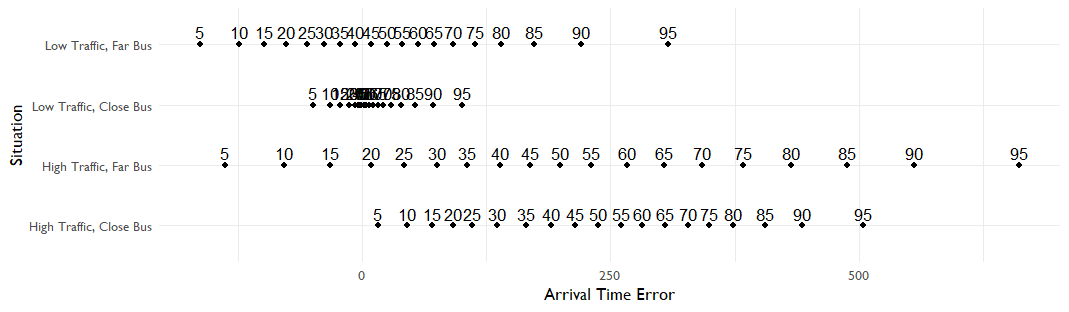 5 10 15 20 25 30 35 40 45 50 55 60 65 70 75 80 85 90 95
Low Traffic, Far Bus
5 10 80 85 90 95
Low Traffic, Close Bus
5 10 15 20 25 30 35 40 45 50 55 60 65 70 75 80 85 90 95
High Traffic, Far Bus
5 10 15 20 25 30 35 40 45 50 55 60 65 70 75 80 85 90 95
High Traffic, Close Bus
Situation
0 250 500
Arrival Time Error